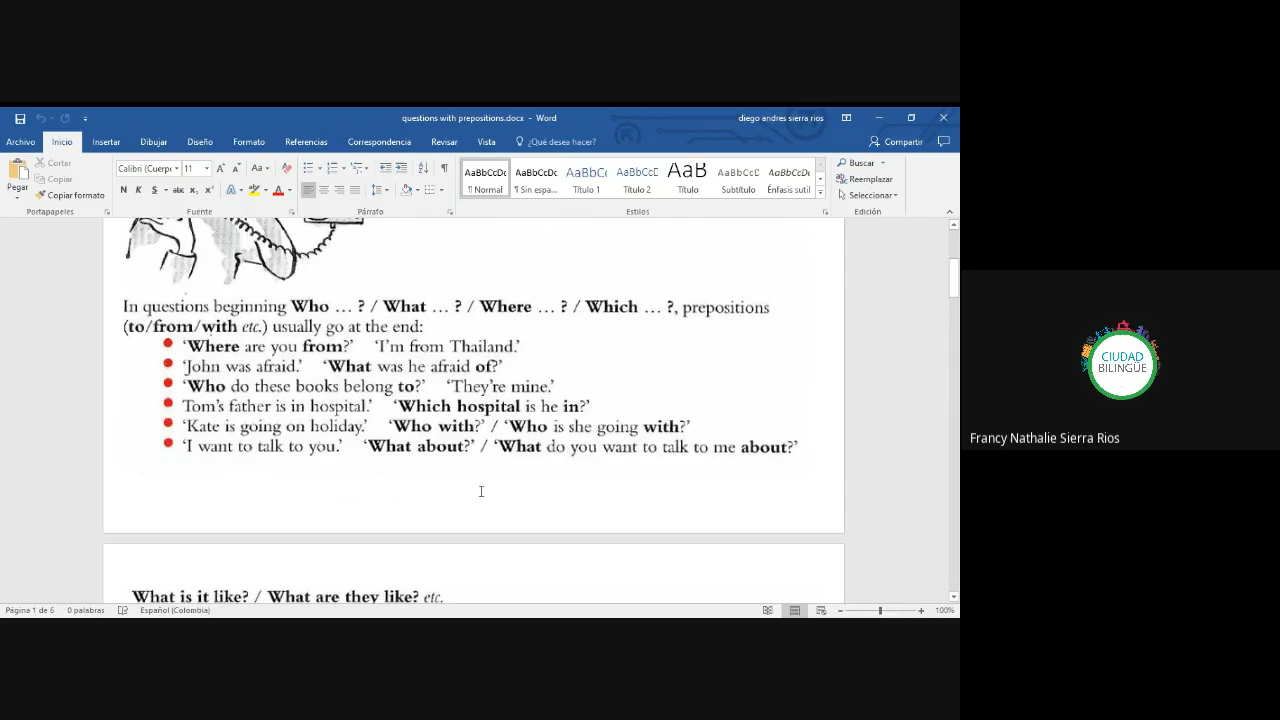 questions with prepositions.docx - Word
diego andres sierra rios
Archivo Inicio Insertar Dibujar Diseño Formato Referencias Correspondencia Revisar Vista ¿Qué desea hacer? Compartir
Pegar
Cortar
Copiar
Copiar formato
Portapapeles
Calibri (Cuerp 11
N K S abc x₂ x²
Fuente
Párrafo
AaBbCcDc AaBbCcDc AaBbCc AaBbCcC AaB AaBbCcC AaBbCcDc
¶ Normal ¶ Sin espa... Título 1 Título 2 Título Subtítulo Énfasis sutil
Estilos
Buscar
Reemplazar
Seleccionar
Edición
In questions beginning Who ... ? / What ... ? / Where ... ? / Which ... ?, prepositions
(to/from/with etc.) usually go at the end:
● ‘Where are you from?’ ‘I’m from Thailand.’
● ‘John was afraid.’ ‘What was he afraid of?’
● ‘Who do these books belong to?’ ‘They’re mine.’
● Tom’s father is in hospital.’ ‘Which hospital is he in?’
● ‘Kate is going on holiday.’ ‘Who with?’ / ‘Who is she going with?’
● ‘I want to talk to you.’ ‘What about?’ / ‘What do you want to talk to me about?’
What is it like? / What are they like? etc.
Página 1 de 6 0 palabras Español (Colombia) 100%
CIUDAD
BILINGÜE
Francy Nathalie Sierra Rios